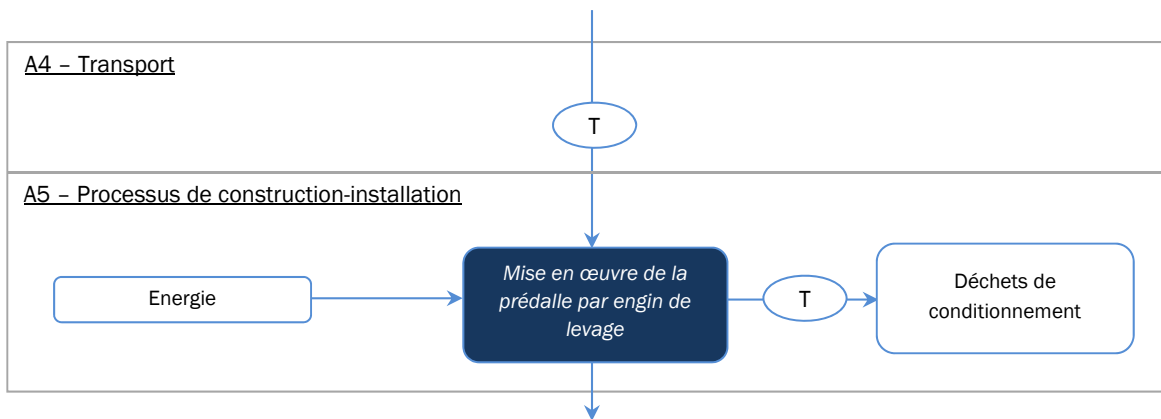 A4 – Transport
T
A5 – Processus de construction-installation
Energie
Mise en œuvre de la
prédalle par engin de
levage
T
Déchets de
conditionnement